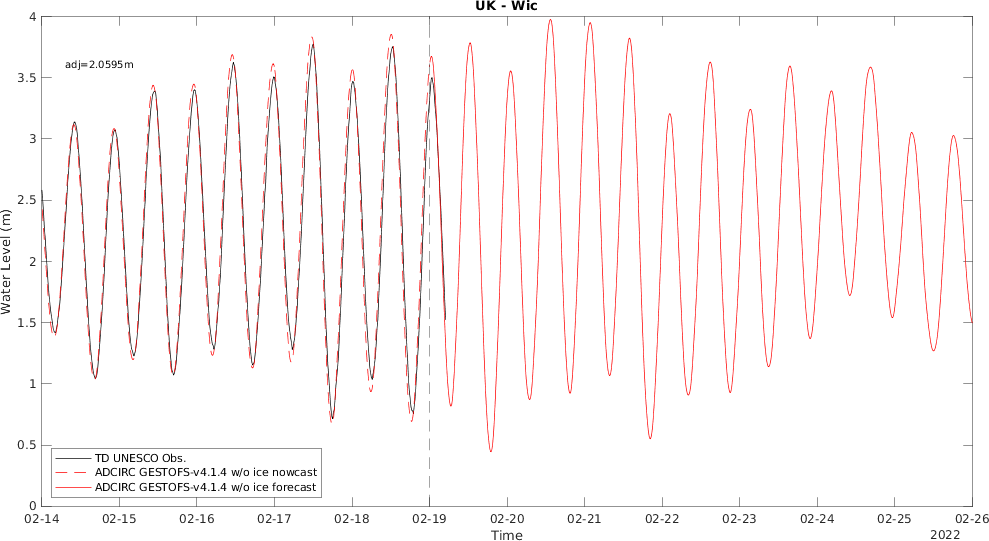 UK - Wic
adj=2.0595m
Water Level (m)
4
3.5
3
2.5
2
1.5
1
0.5
0
TD UNESCO Obs.
ADCIRC GESTOFS-v4.1.4 w/o ice nowcast
ADCIRC GESTOFS-v4.1.4 w/o ice forecast
02-14 02-15 02-16 02-17 02-18 02-19 02-20 02-21 02-22 02-23 02-24 02-25 02-26
Time
2022